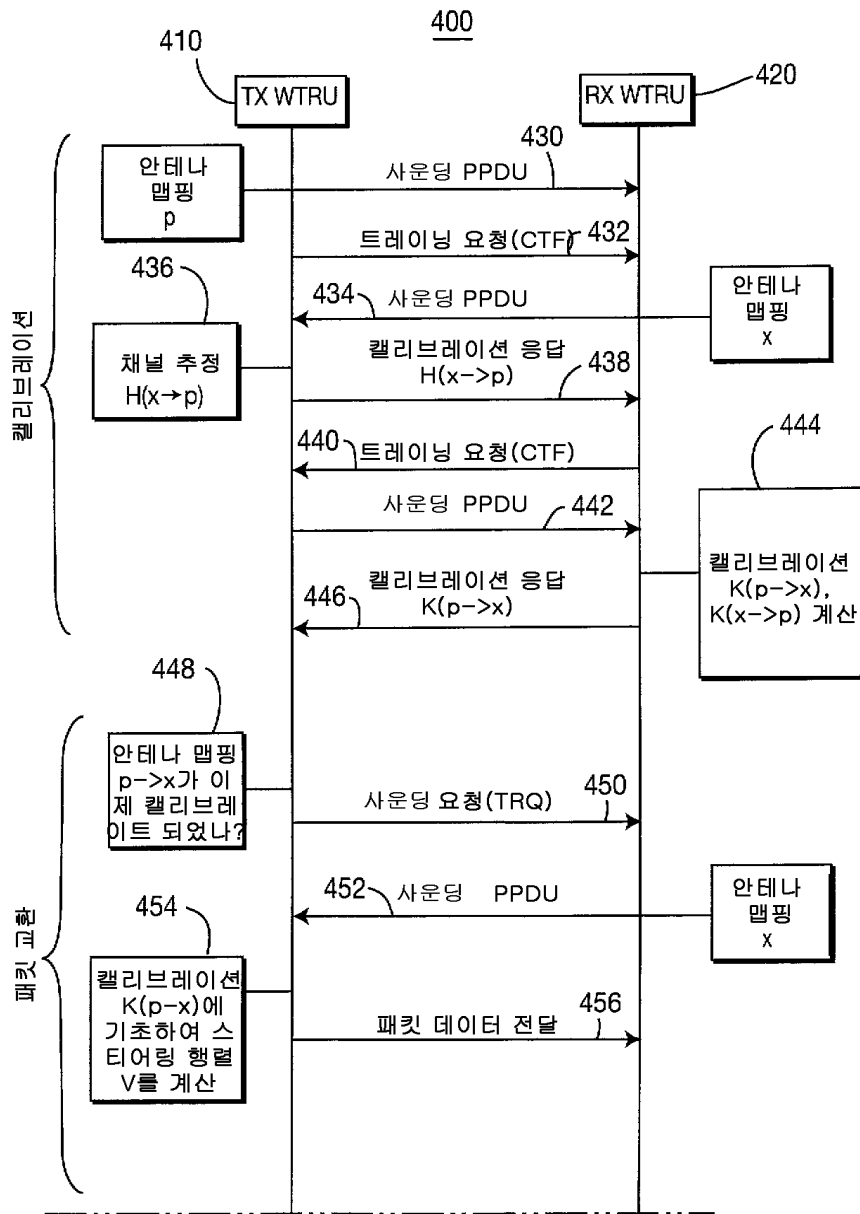 400
410
TX WTRU
RX WTRU
420
안테나
맵핑
p
사운딩 PPDU
430
트레이닝 요청(CTF)
432
436
434
사운딩 PPDU
안테나
맵핑
x
채널 추정
H(x→p)
캘리브레이션 응답
H(x->p)
438
캘리브레이션
440
트레이닝 요청(CTF)
444
사운딩 PPDU
442
캘리브레이션
K(p->x),
K(x->p) 계산
캘리브레이션 응답
K(p->x)
446
448
안테나 맵핑
p->x가 이
제 캘리브레
이트 되었나?
사운딩 요청(TRQ)
450
452
사운딩 PPDU
안테나
맵핑
x
패킷 교환
454
캘리브레이션
K(p-x)에
기초하여 스
티어링 행렬
V를 계산
패킷 데이터 전달
456